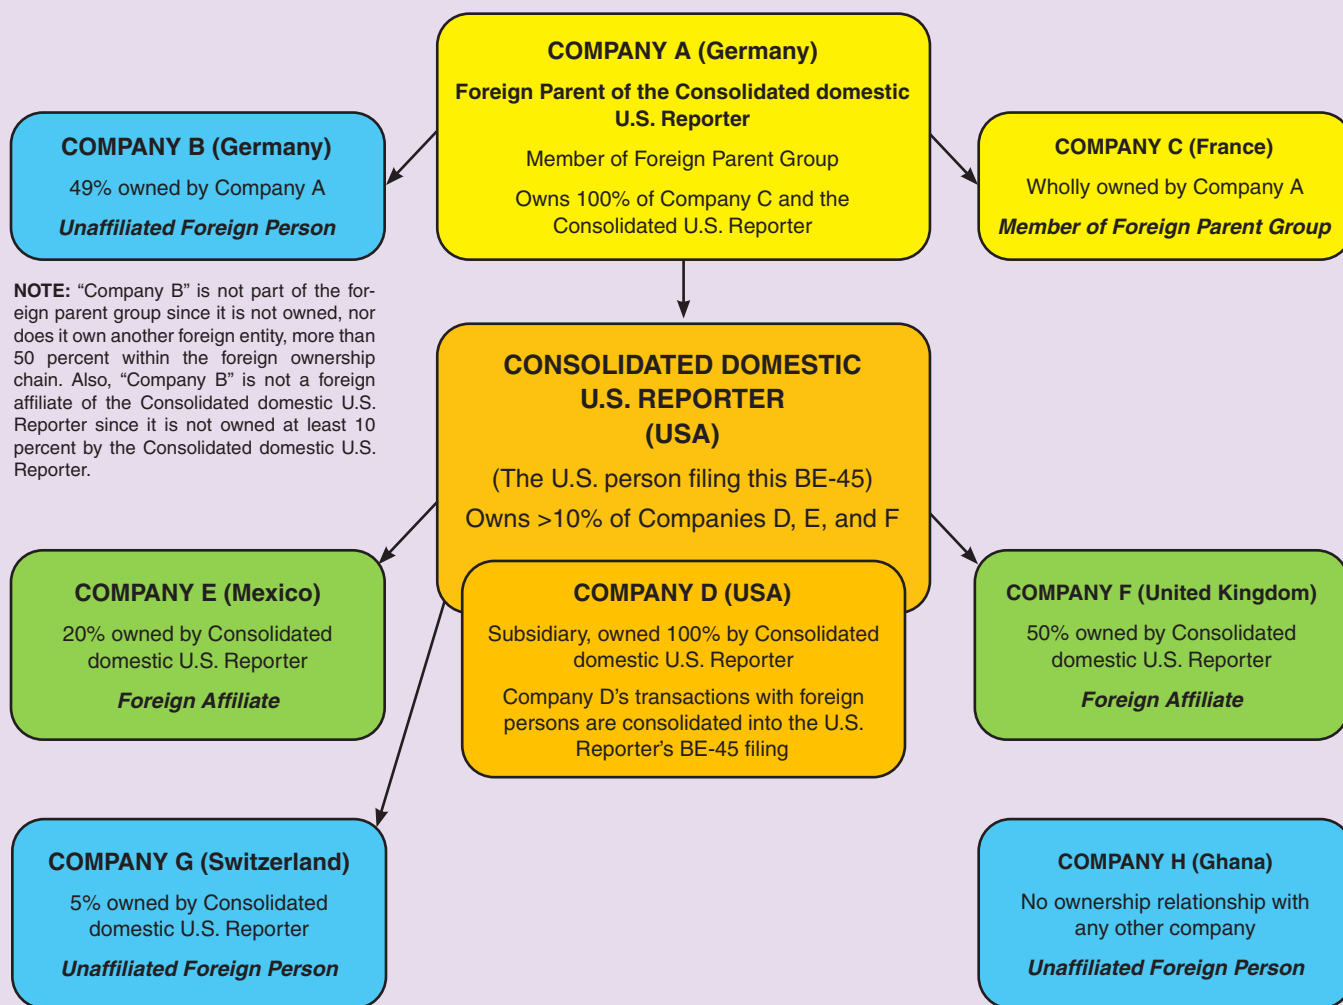 COMPANY A (Germany)
Foreign Parent of the Consolidated domestic
U.S. Reporter
Member of Foreign Parent Group
Owns 100% of Company C and the
Consolidated U.S. Reporter
COMPANY B (Germany)
49% owned by Company A
Unaffiliated Foreign Person
COMPANY C (France)
Wholly owned by Company A
Member of Foreign Parent Group
NOTE: “Company B” is not part of the for-
eign parent group since it is not owned, nor
does it own another foreign entity, more than
50 percent within the foreign ownership
chain. Also, “Company B” is not a foreign
affiliate of the Consolidated domestic U.S.
Reporter since it is not owned at least 10
percent by the Consolidated domestic U.S.
Reporter.
CONSOLIDATED DOMESTIC
U.S. REPORTER
(USA)
(The U.S. person filing this BE-45)
Owns >10% of Companies D, E, and F
COMPANY E (Mexico)
20% owned by Consolidated
domestic U.S. Reporter
Foreign Affiliate
COMPANY D (USA)
Subsidiary, owned 100% by Consolidated
domestic U.S. Reporter
Company D’s transactions with foreign
persons are consolidated into the U.S.
Reporter’s BE-45 filing
COMPANY F (United Kingdom)
50% owned by Consolidated
domestic U.S. Reporter
Foreign Affiliate
COMPANY G (Switzerland)
5% owned by Consolidated
domestic U.S. Reporter
Unaffiliated Foreign Person
COMPANY H (Ghana)
No ownership relationship with
any other company
Unaffiliated Foreign Person